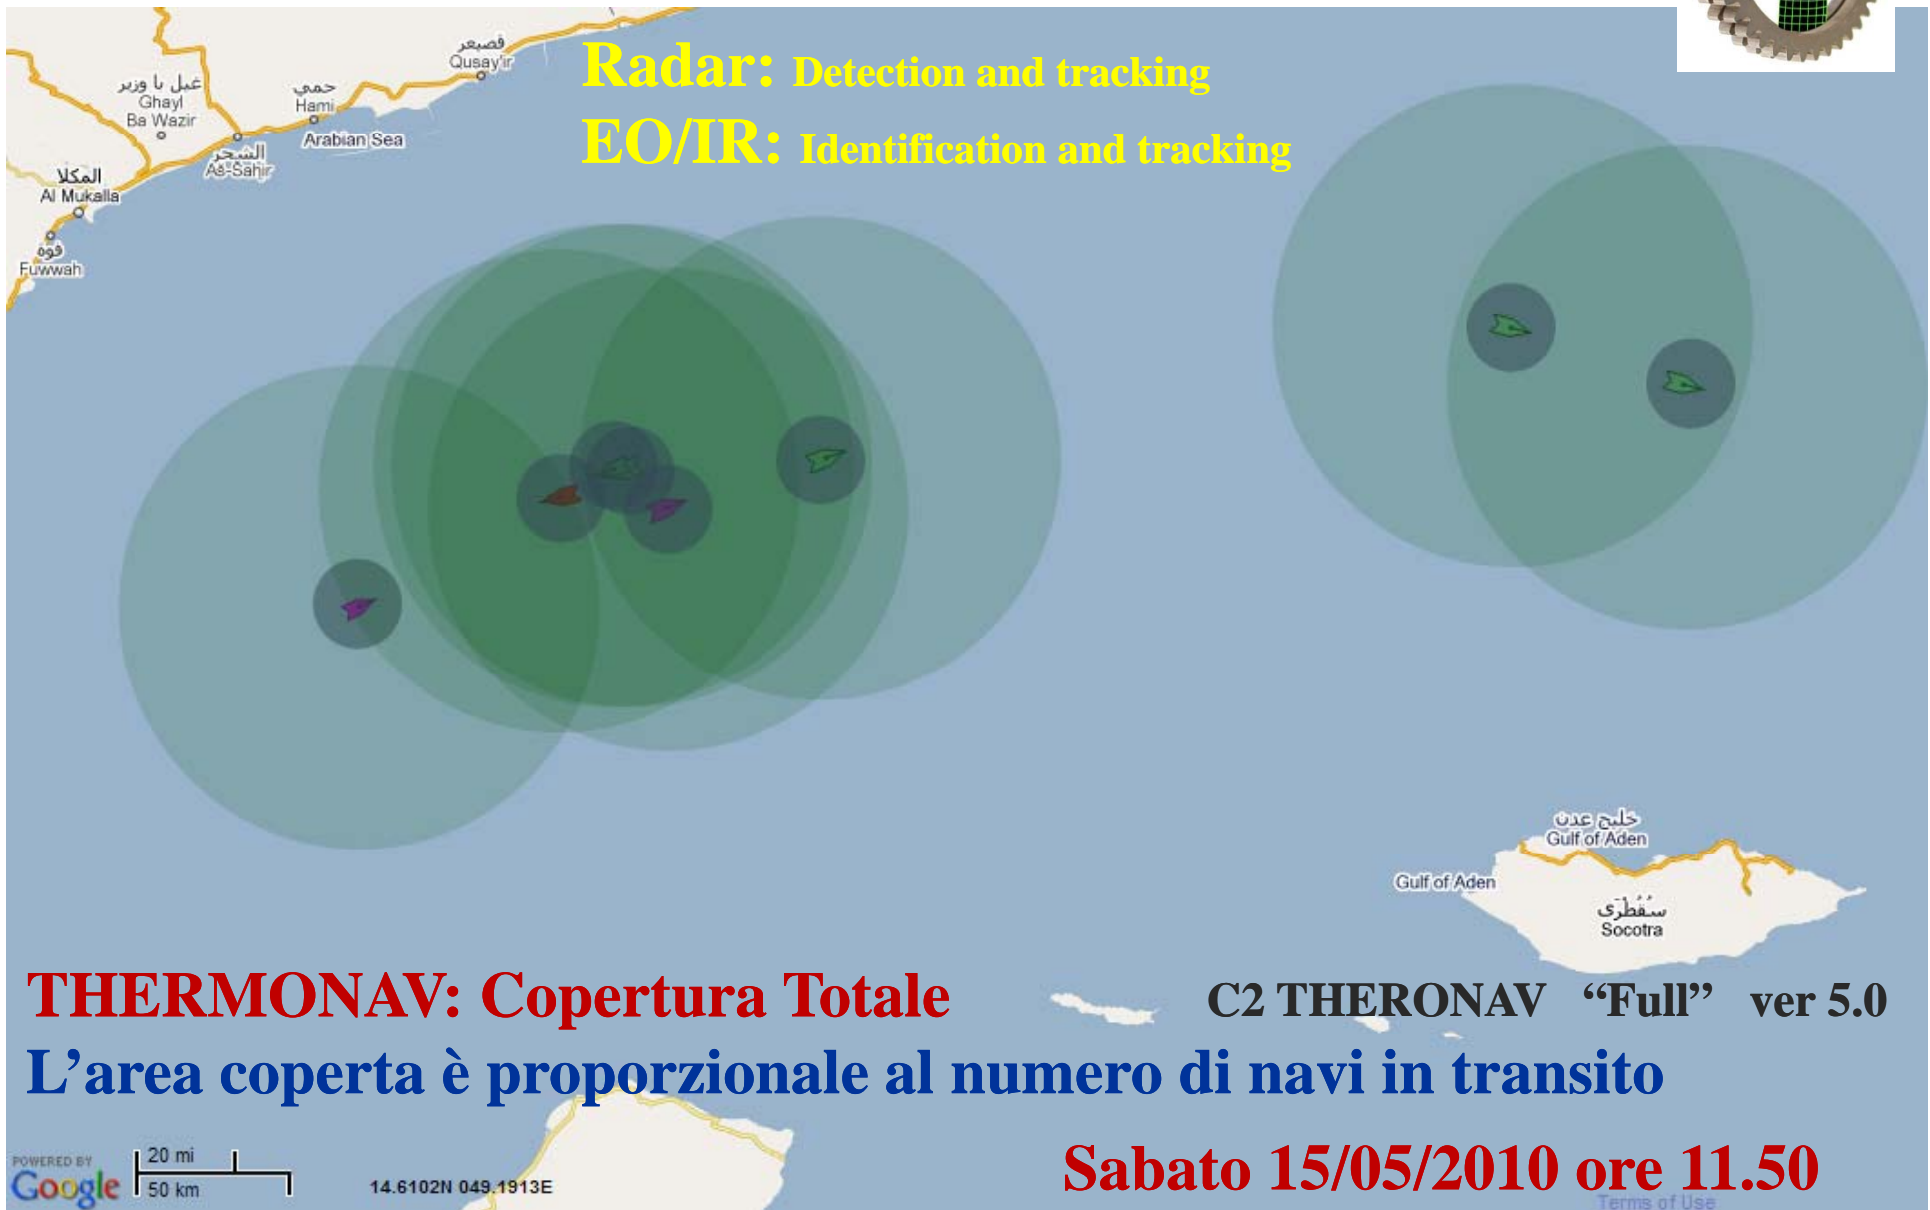 Radar: Detection and tracking
EO/IR: Identification and tracking
قصيعر
Qusay'ir
غيل با وزير
Ghayl
Ba Wazir
حمي
Hami
Arabian Sea
الشحر
As-Sahir
المكلا
Al Mukalla
فوة
Fuwwah
خليج عدن
Gulf of Aden
Gulf of Aden
سُقُطْرَى
Socotra
THERMONAV: Copertura Totale
C2 THERONAV “Full” ver 5.0
L’area coperta è proporzionale al numero di navi in transito
POWERED BY
Google
20 mi
50 km
14.6102N 049.1913E
Sabato 15/05/2010 ore 11.50
Terms of Use